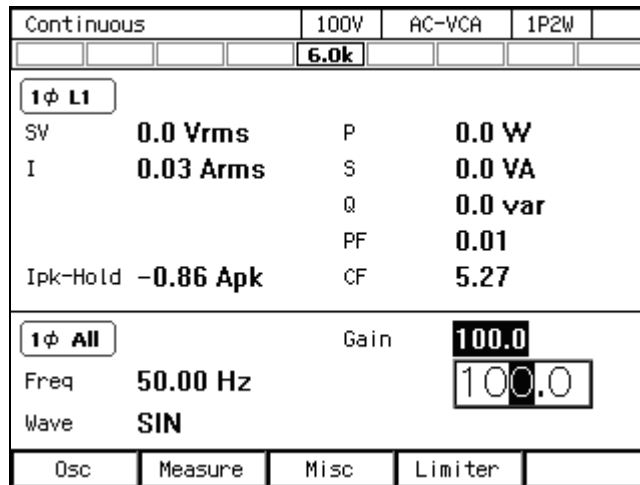 Continuous 100V AC-VCA 1P2W
6.0k
1φ L1
SV 0.0 Vrms P 0.0 W
I 0.03 Arms S 0.0 VA
Q 0.0 var
PF 0.01
Ipk-Hold -0.86 Apk CF 5.27
1φ All Gain 100.0
Freq 50.00 Hz 100.0
Wave SIN
Osc Measure Misc Limiter